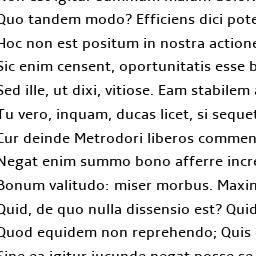 Quo tandem modo? Efficiens dici pote
Hoc non est positum in nostra actione
Sic enim censent, oportunitatis esse b
Sed ille, ut dixi, vitiose. Eam stabilem
Tu vero, inquam, ducas licet, si sequet
Cur deinde Metrodori liberos commen
Negat enim summo bono afferre incre
Bonum valitudo: miser morbus. Maxin
Quid, de quo nulla dissensio est? Quid
Quod equidem non reprehendo; Quis